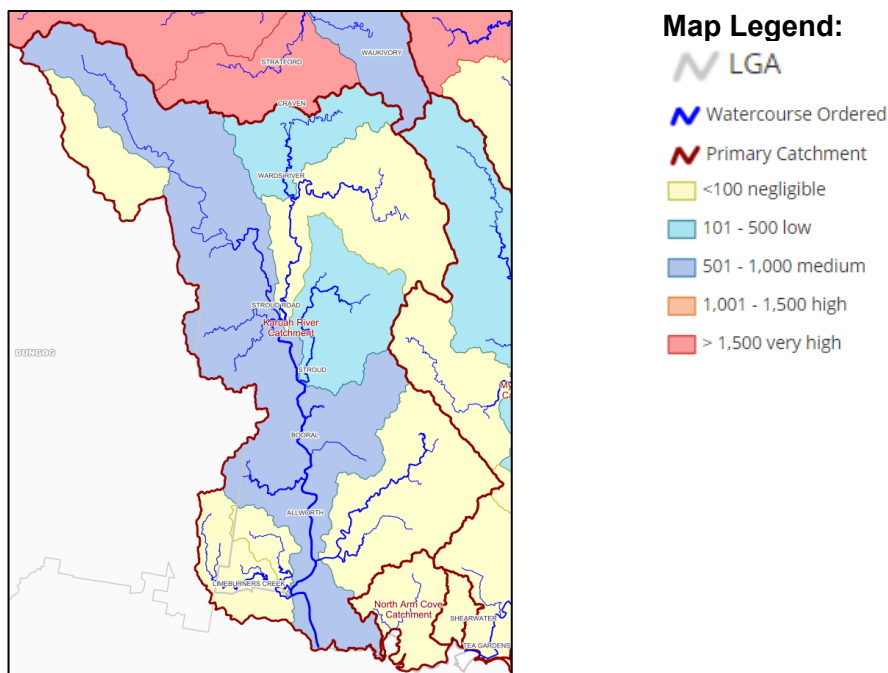 WAUKIVORY
STRATFORD
CRAVEN
WARDS RIVER
STROUD ROAD
Karuah River
Catchment
DUNGOG
STROUD
My
Ca
BOORAL
ALLWORTH
LIMEBURNERS CREEK
North Arm Cove
Catchment
SHEARWATER
TEA GARDENS
Map Legend:
LGA
Watercourse Ordered
Primary Catchment
<100 negligible
101 - 500 low
501 - 1,000 medium
1,001 - 1,500 high
> 1,500 very high